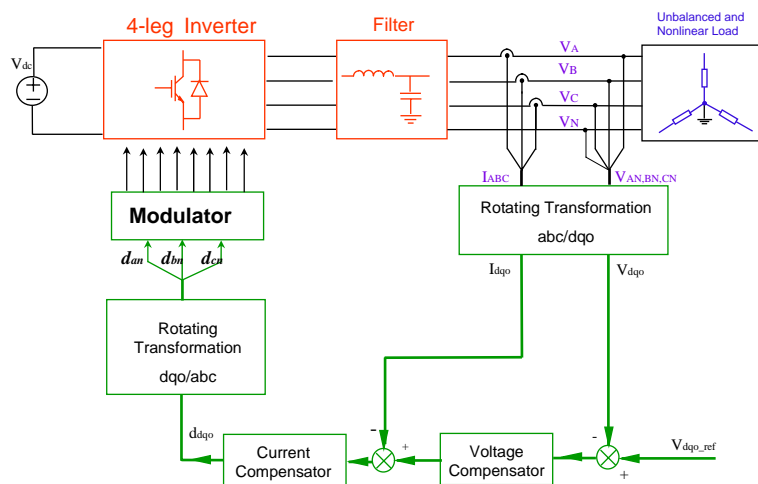 4-leg Inverter
Filter
Unbalanced and
Nonlinear Load
Vdc
VA
VB
VC
VN
IABC
VAN,BN,CN
Modulator
Rotating Transformation
abc/dqo
dan
dbn
dcn
Idqo
Vdqo
Rotating
Transformation
dqo/abc
-
-
ddqo
Current
Compensator
+
Voltage
Compensator
+
Vdqo_ref